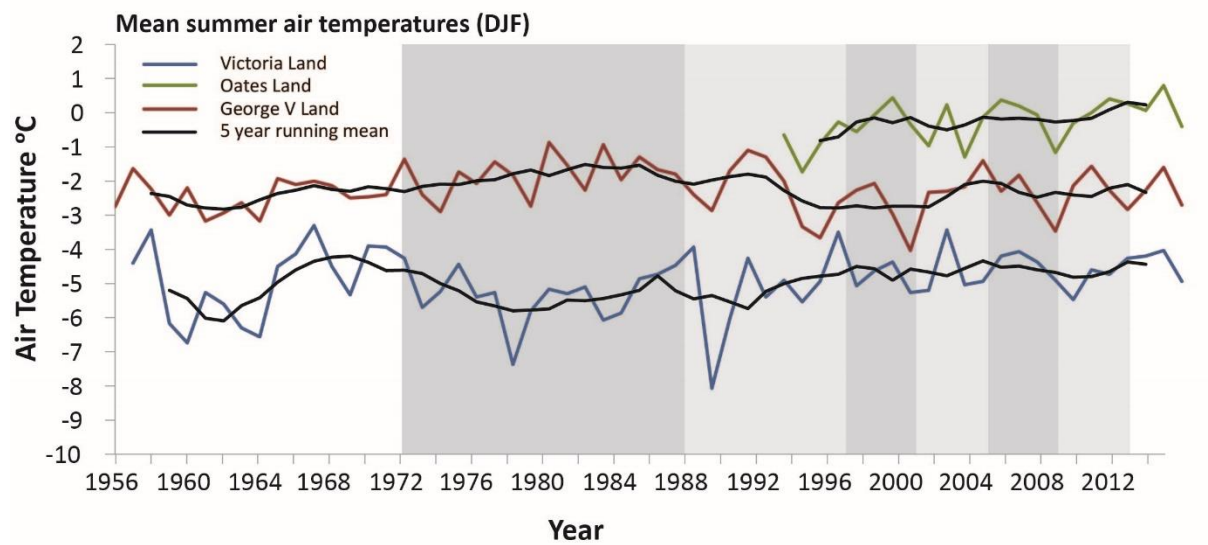 Mean summer air temperatures (DJF)
Victoria Land
Oates Land
George V Land
5 year running mean
Air Temperature ºC
2
1
0
-1
-2
-3
-4
-5
-6
-7
-8
-9
-10
1956 1960 1964 1968 1972 1976 1980 1984 1988 1992 1996 2000 2004 2008 2012
Year